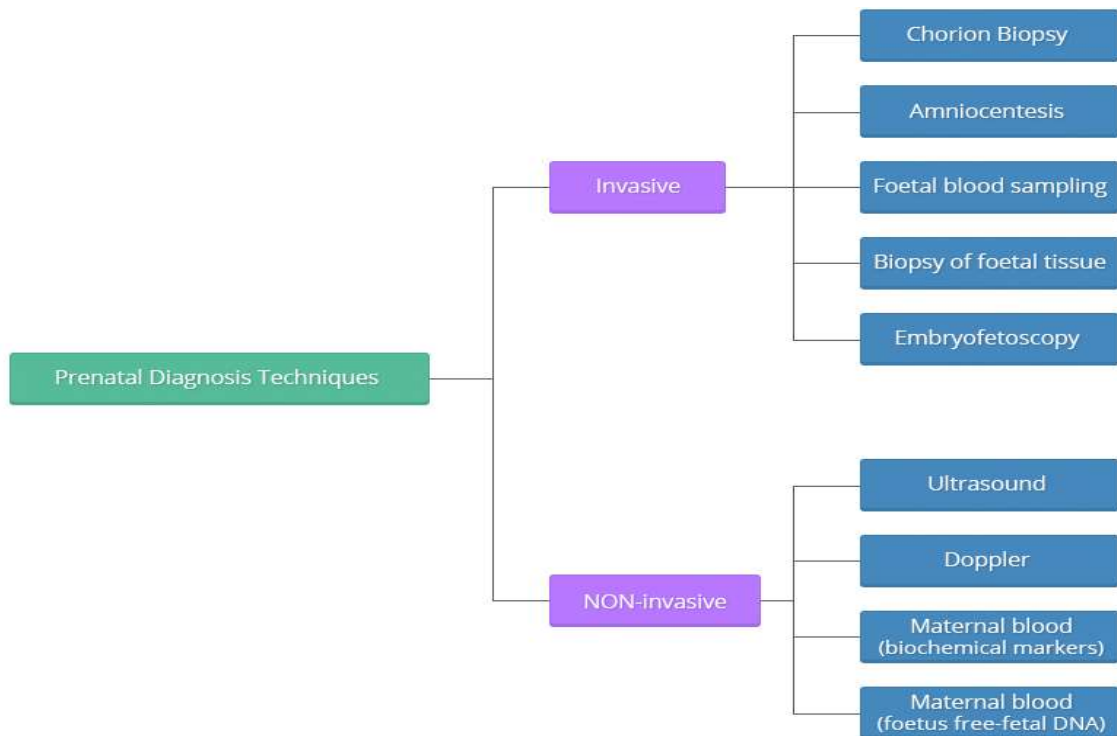 Prenatal Diagnosis Techniques
Invasive
Chorion Biopsy
Amniocentesis
Foetal blood sampling
Biopsy of foetal tissue
Embryofetoscopy
NON-invasive
Ultrasound
Doppler
Maternal blood
(biochemical markers)
Maternal blood
(foetus free-fetal DNA)